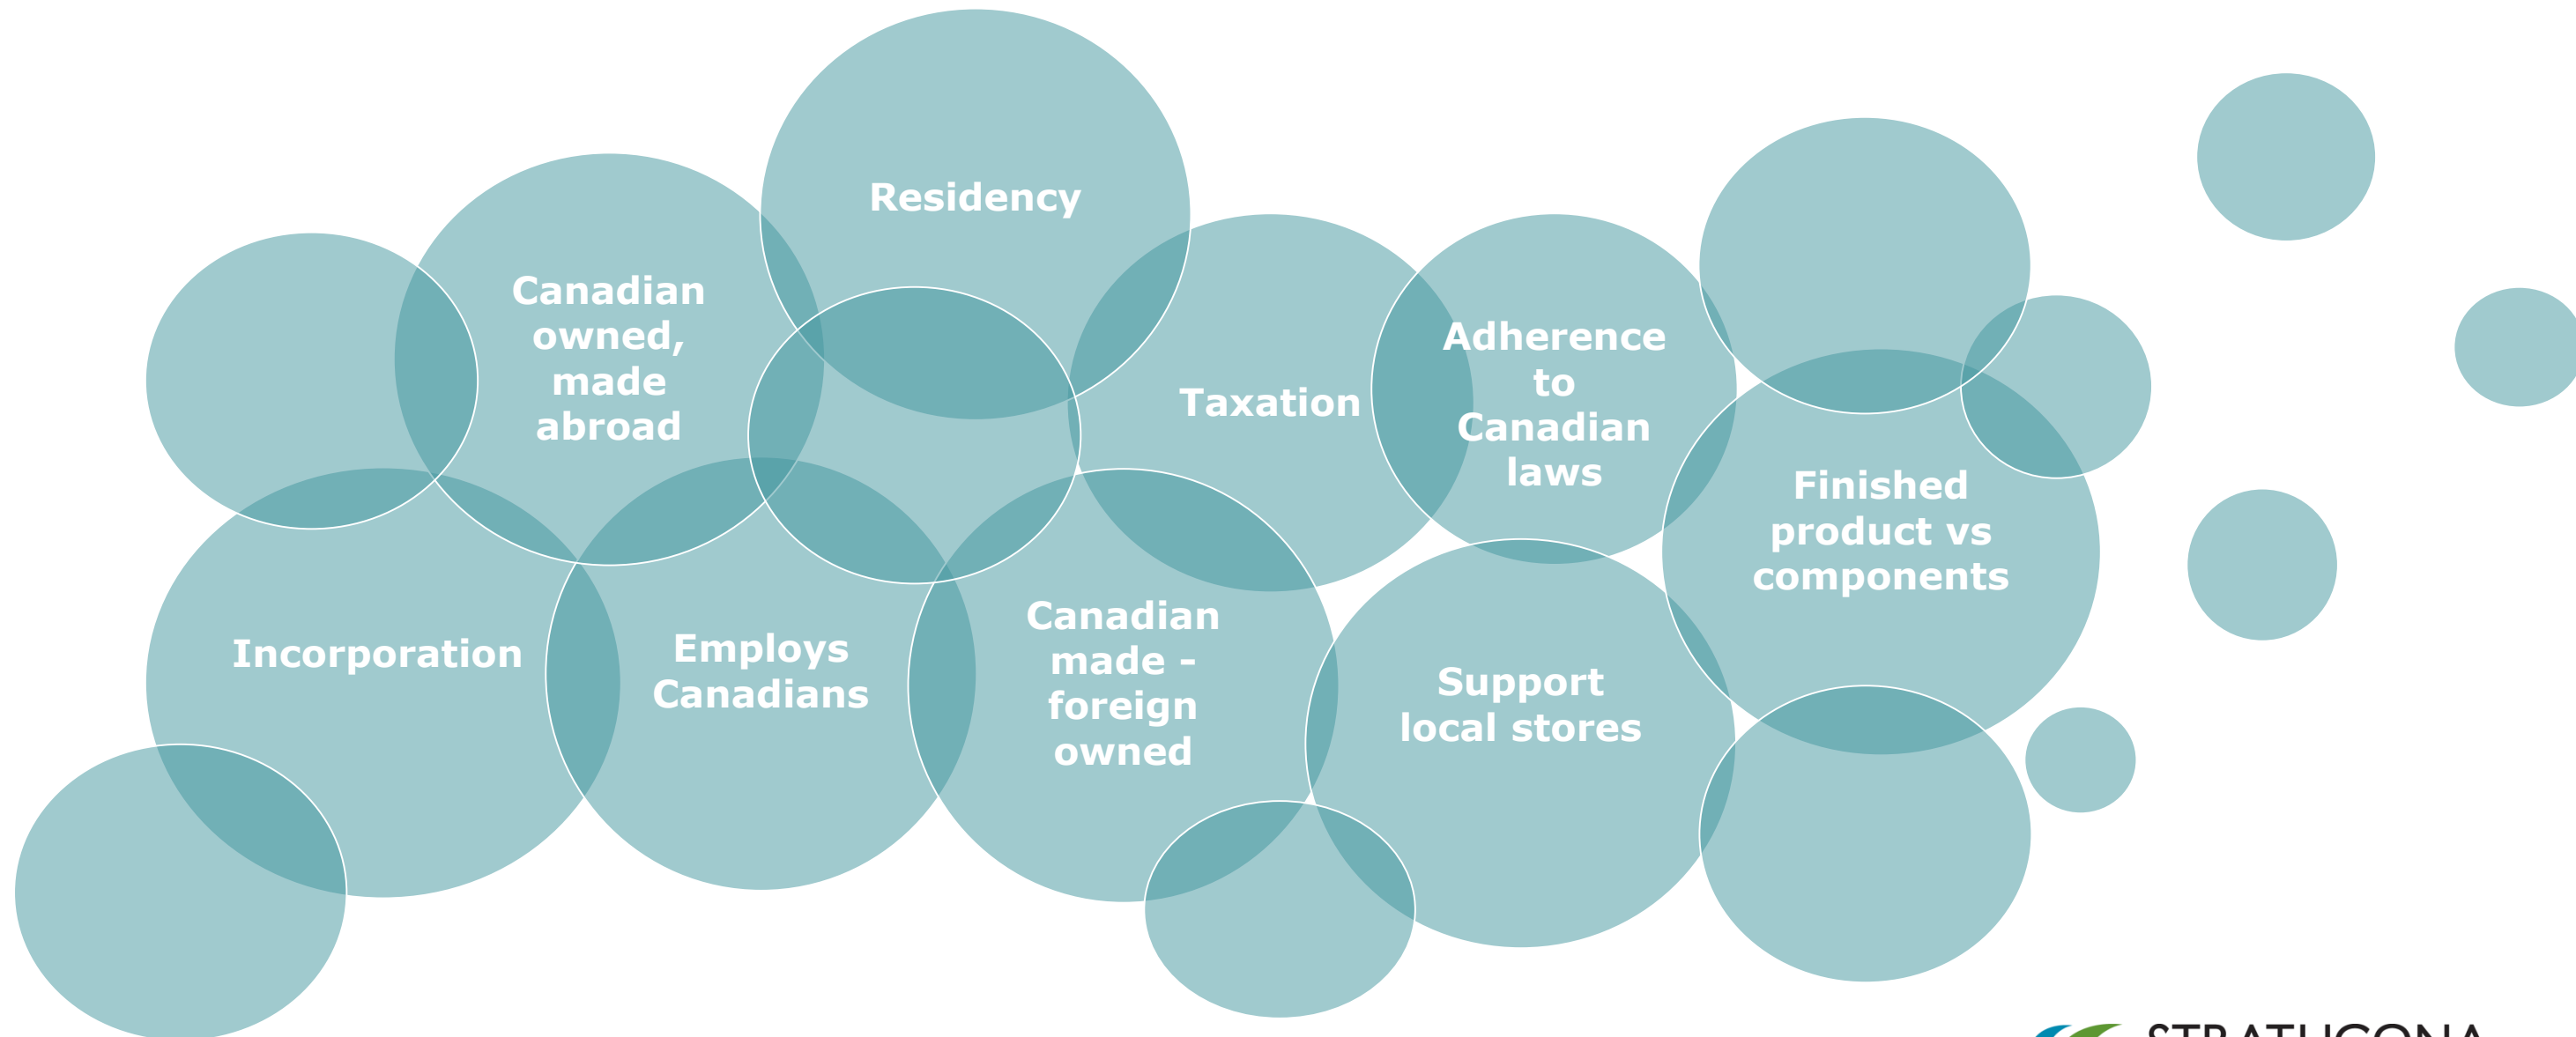 Residency
Canadian
owned,
made
abroad
Taxation
Adherence
to
Canadian
laws
Finished
product vs
components
Incorporation
Employs
Canadians
Canadian
made –
foreign
owned
Support
local stores
STRATHCONA